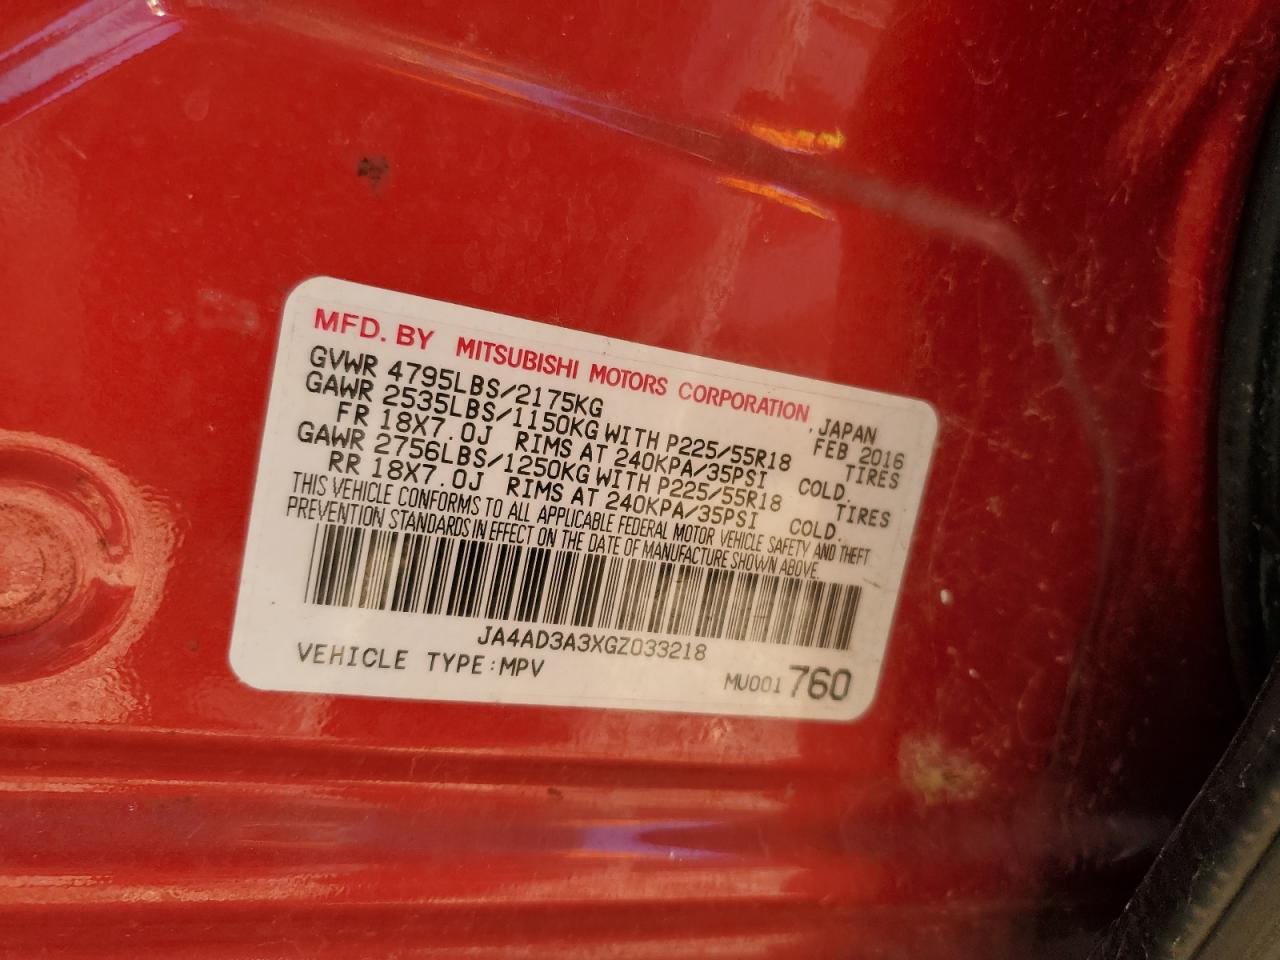 MFD. BY MITSUBISHI MOTORS CORPORATION, JAPAN
GVWR 4795LBS/2175KG FEB 2016
GAWR 2535LBS/1150KG WITH P225/55R18 TIRES
FR 18X7.0J RIMS AT 240KPA/35PSI COLD.
GAWR 2756LBS/1250KG WITH P225/55R18 TIRES
RR 18X7.0J RIMS AT 240KPA/35PSI COLD.
THIS VEHICLE CONFORMS TO ALL APPLICABLE FEDERAL MOTOR VEHICLE SAFETY AND THEFT
PREVENTION STANDARDS IN EFFECT ON THE DATE OF MANUFACTURE SHOWN ABOVE.
JA4AD3A3XGZ033218
VEHICLE TYPE:MPV
MU001760